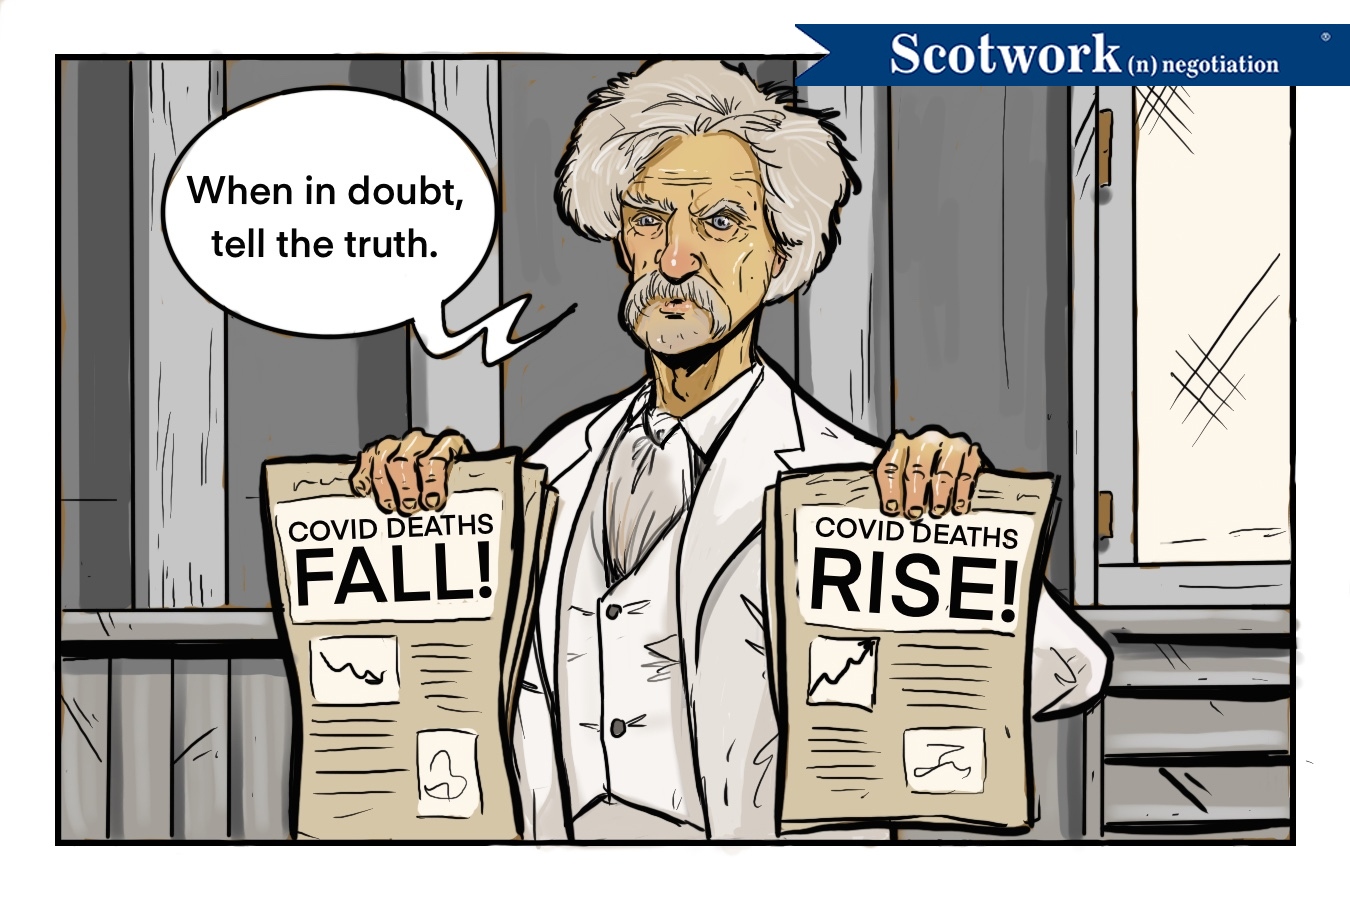 Scotwork (n) negotiation ®
When in doubt,
tell the truth.
COVID DEATHS
FALL!
COVID DEATHS
RISE!